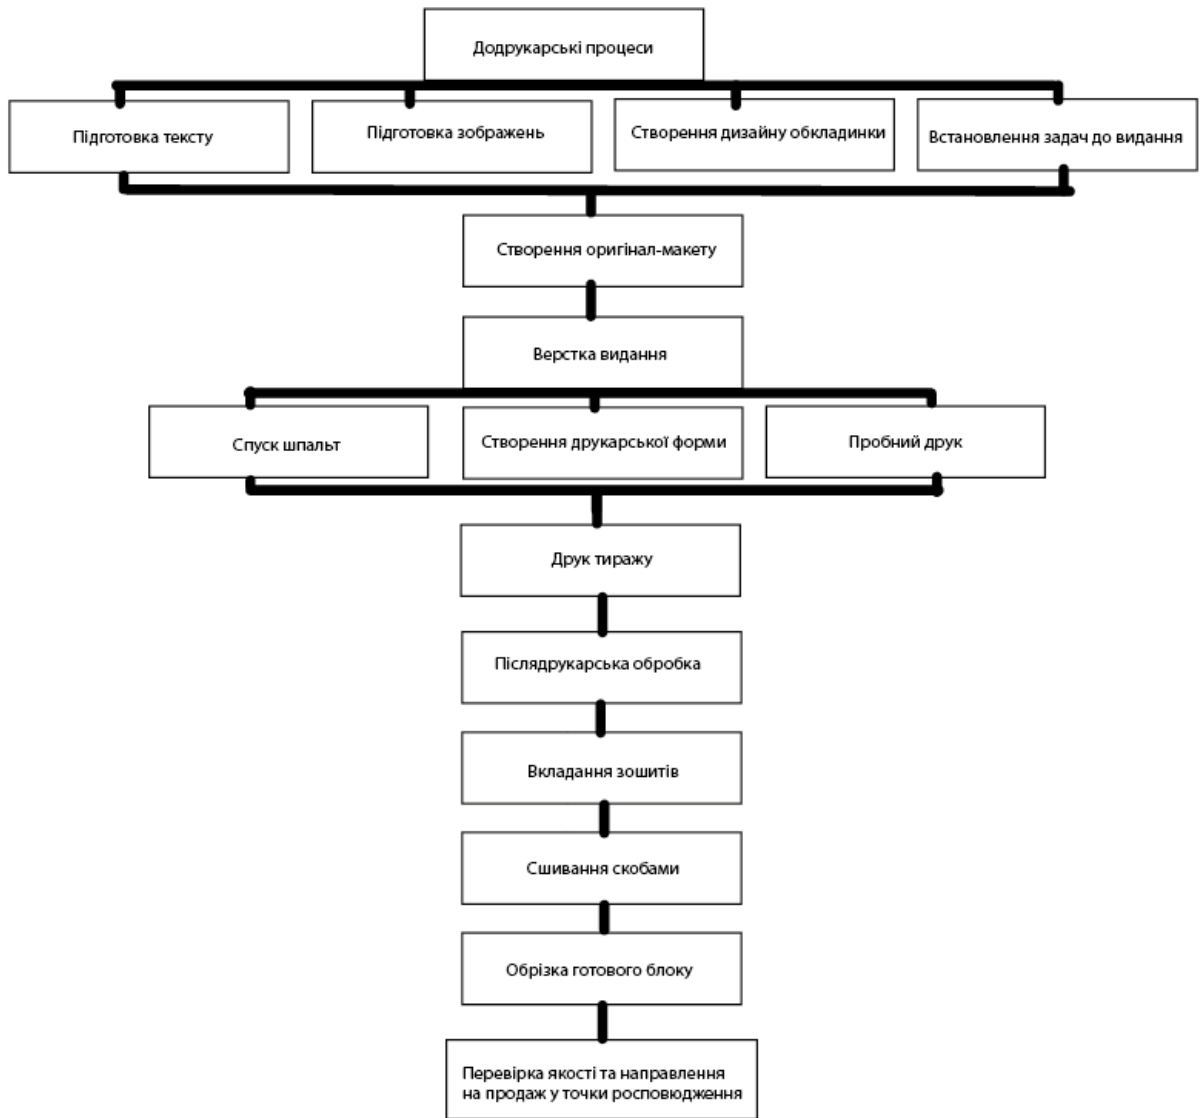 Додрукарські процеси
Підготовка тексту
Підготовка зображень
Створення дизайну обкладинки
Встановлення задач до видання
Створення оригінал-макету
Верстка видання
Спуск шпальт
Створення друкарської форми
Пробний друк
Друк тиражу
Післядрукарська обробка
Вкладання зошитів
Сшивання скобами
Обрізка готового блоку
Перевірка якості та направлення
на продаж у точки росповюдження